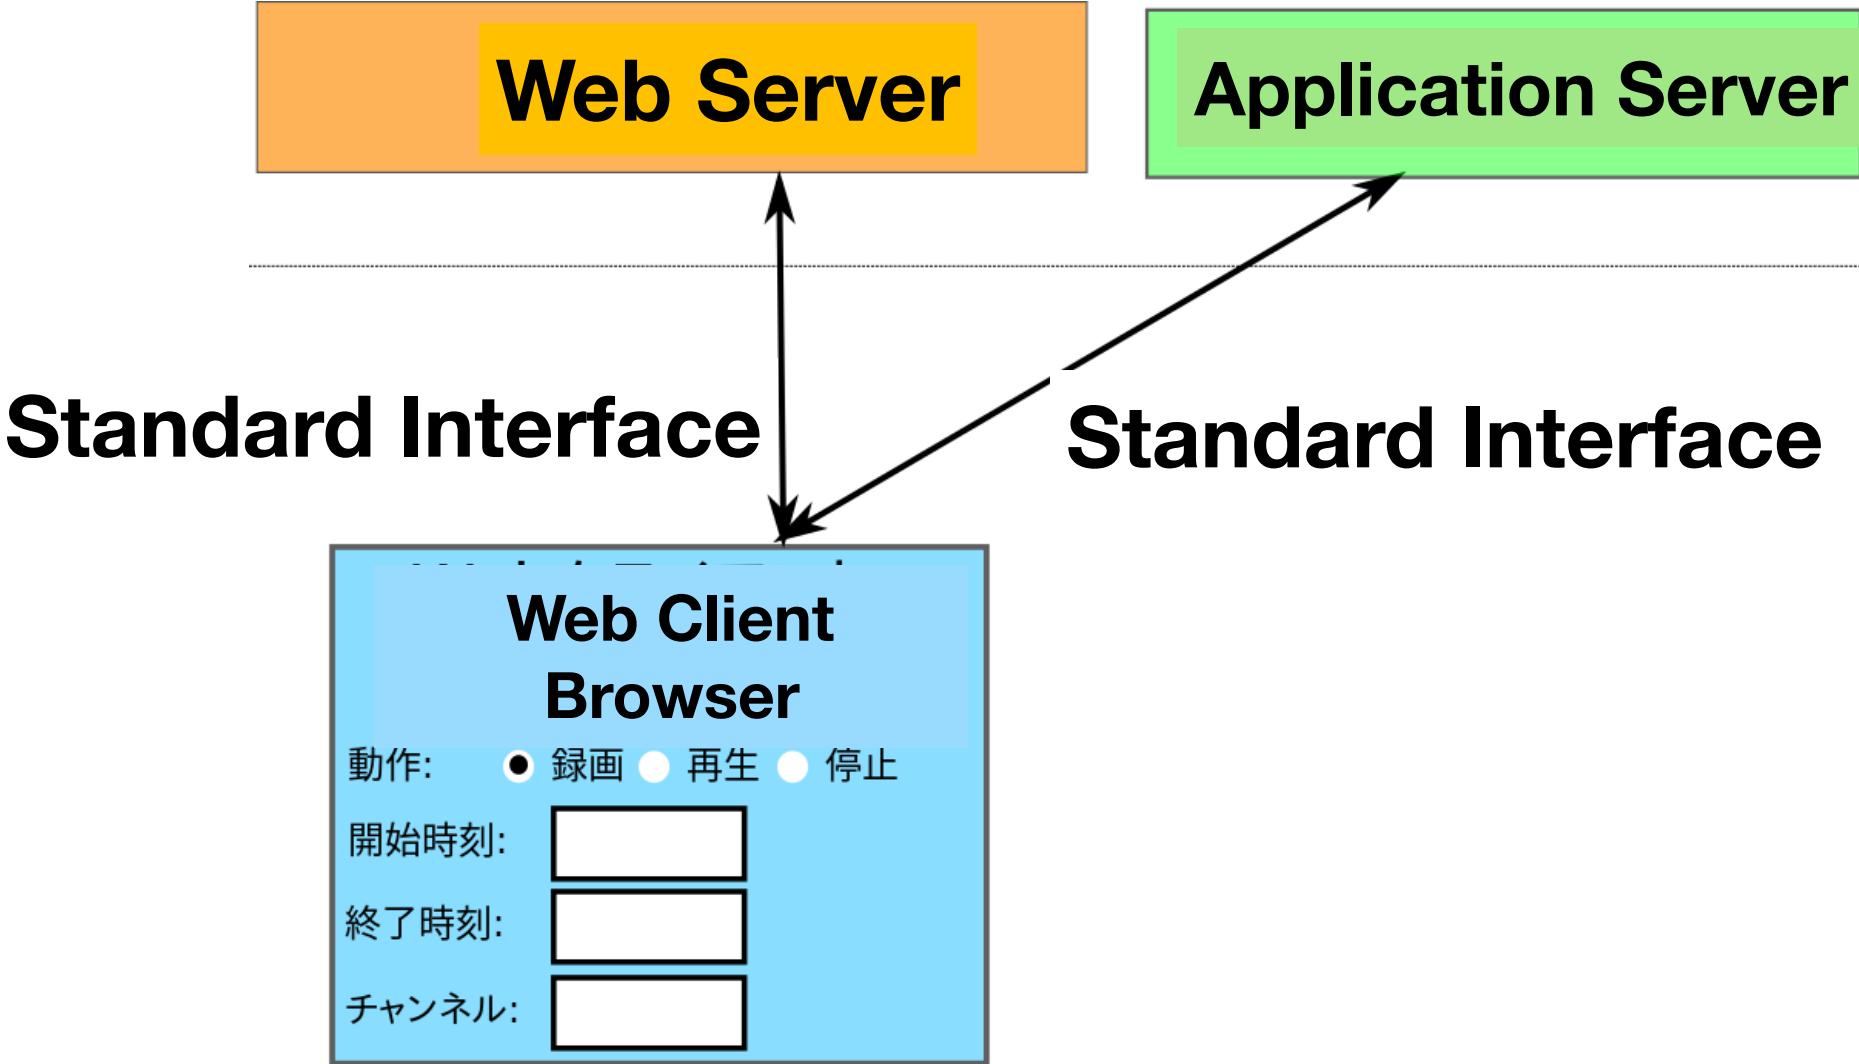 Web Server
Application Server
Standard Interface
Standard Interface
Web Client
Browser
動作: 録画 再生 停止
開始時刻:
終了時刻:
チャンネル: